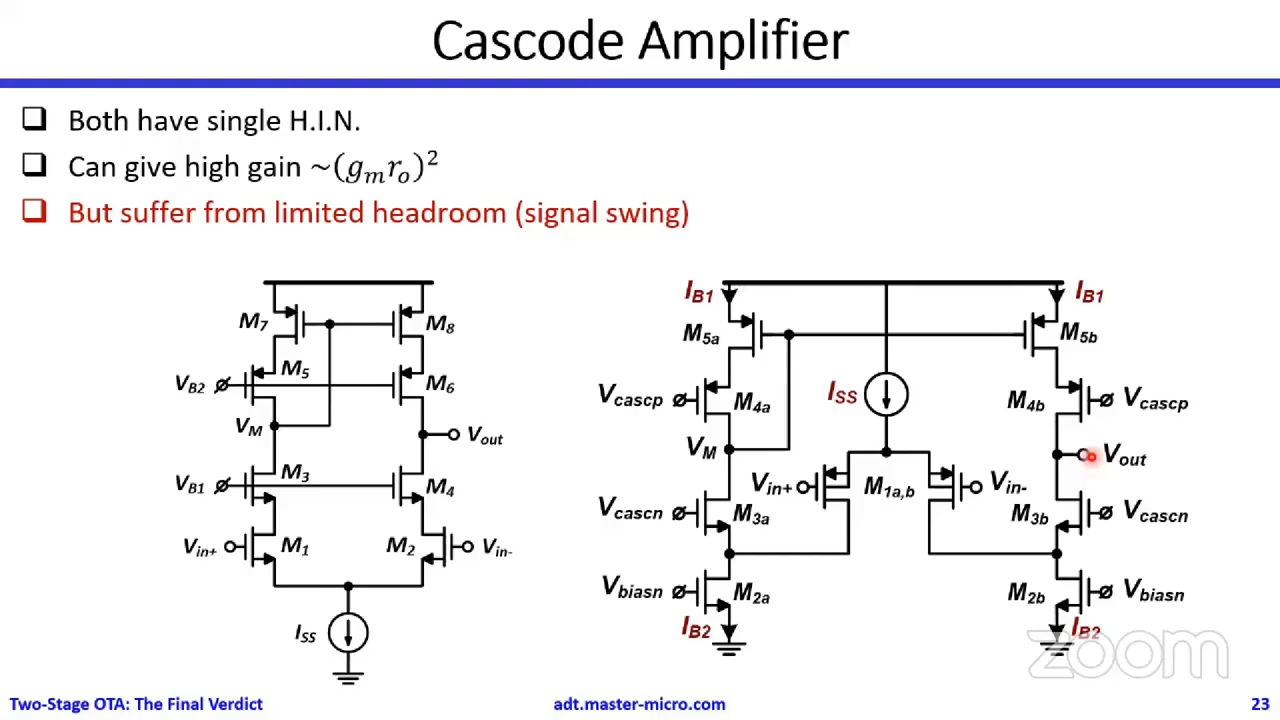 Cascode Amplifier
Both have single H.I.N.
Can give high gain ~(gₘrₒ)²
But suffer from limited headroom (signal swing)
M7
M8
VB2
M5
M6
VM
Vout
VB1
M3
M4
Vin+
M1
M2
Vin-
ISS
IB1
IB1
M5a
M5b
Vcascp
M4a
ISS
M4b
Vcascp
VM
Vout
Vin+
M1a,b
Vin-
Vcascn
M3a
M3b
Vcascn
Vbiasn
M2a
M2b
Vbiasn
IB2
IB2
zoom
Two-Stage OTA: The Final Verdict
adt.master-micro.com
23